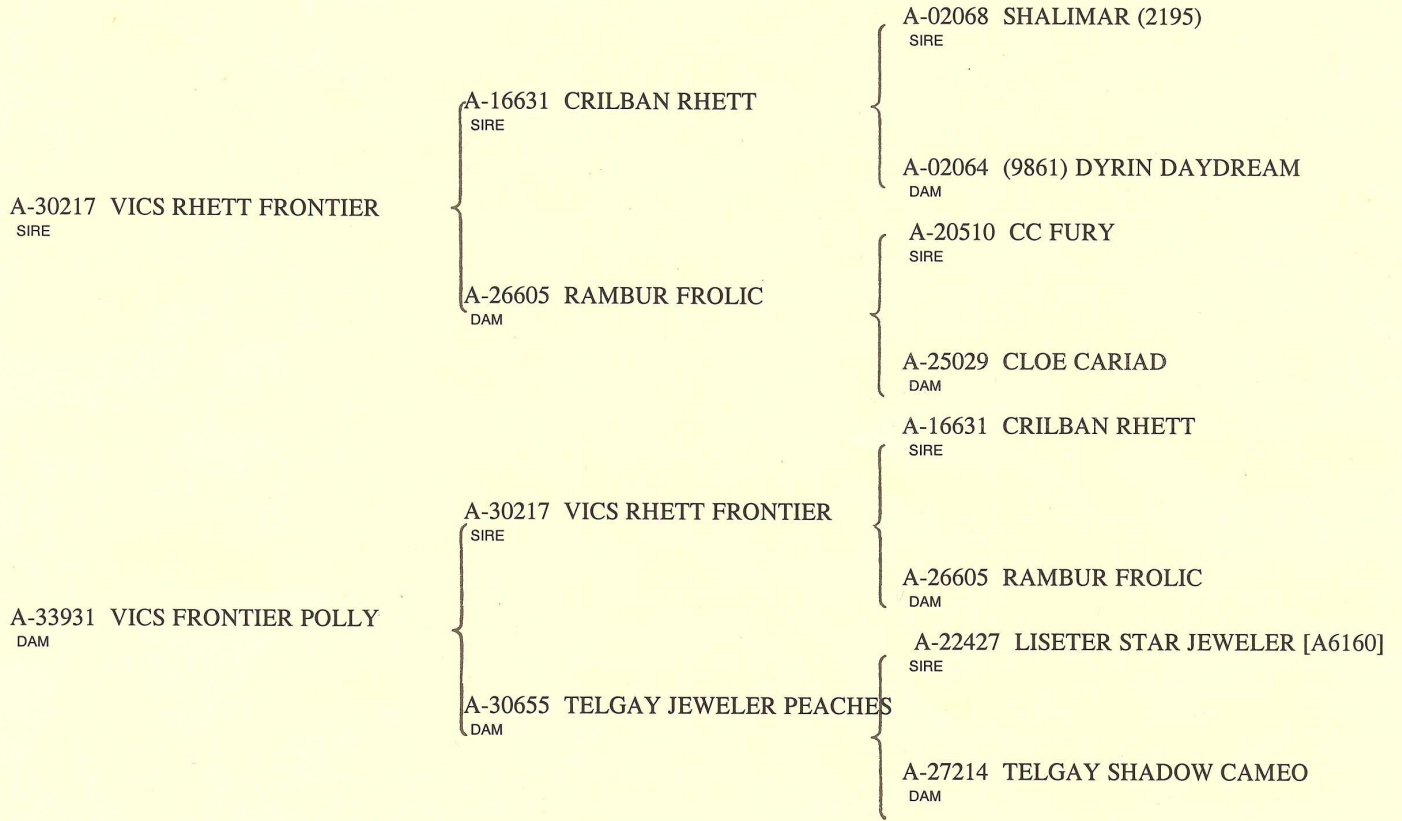 A-02068 SHALIMAR (2195)
SIRE
A-16631 CRILBAN RHETT
SIRE
A-02064 (9861) DYRIN DAYDREAM
DAM
A-30217 VICS RHETT FRONTIER
SIRE
A-20510 CC FURY
SIRE
A-26605 RAMBUR FROLIC
DAM
A-25029 CLOE CARIAD
DAM
A-16631 CRILBAN RHETT
SIRE
A-30217 VICS RHETT FRONTIER
SIRE
A-26605 RAMBUR FROLIC
DAM
A-33931 VICS FRONTIER POLLY
DAM
A-22427 LISETER STAR JEWELER [A6160]
SIRE
A-30655 TELGAY JEWELER PEACHES
DAM
A-27214 TELGAY SHADOW CAMEO
DAM